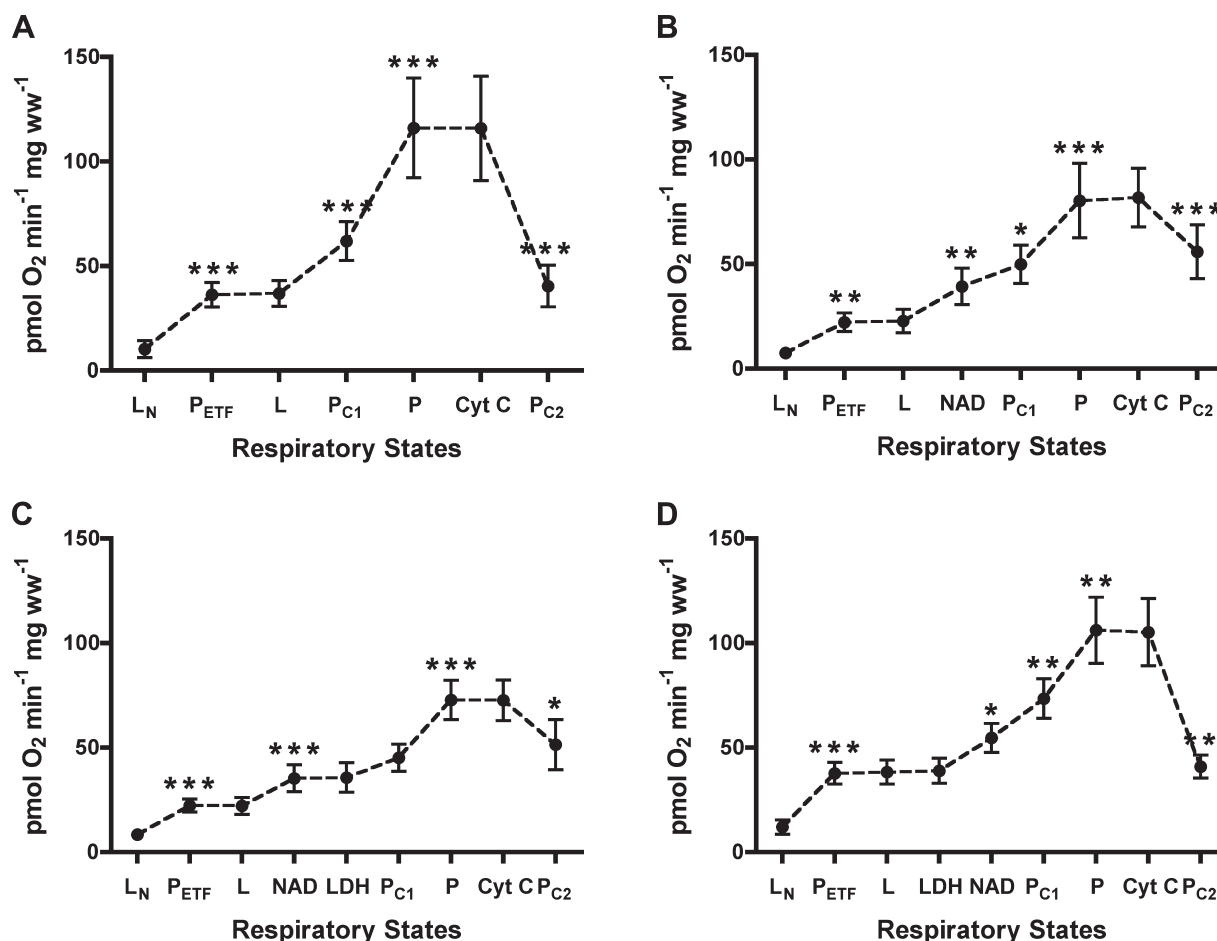 A
pmol O2 min-1 mg ww-1
150
100
50
0
***
***
***
***
LN PETF L PC1 P Cyt C PC2
Respiratory States
B
pmol O2 min-1 mg ww-1
150
100
50
0
**
**
*
***
***
LN PETF L NAD PC1 P Cyt C PC2
Respiratory States
C
pmol O2 min-1 mg ww-1
150
100
50
0
***
***
***
*
LN PETF L NAD LDH PC1 P Cyt C PC2
Respiratory States
D
pmol O2 min-1 mg ww-1
150
100
50
0
***
*
**
**
**
LN PETF L LDH NAD PC1 P Cyt C PC2
Respiratory States